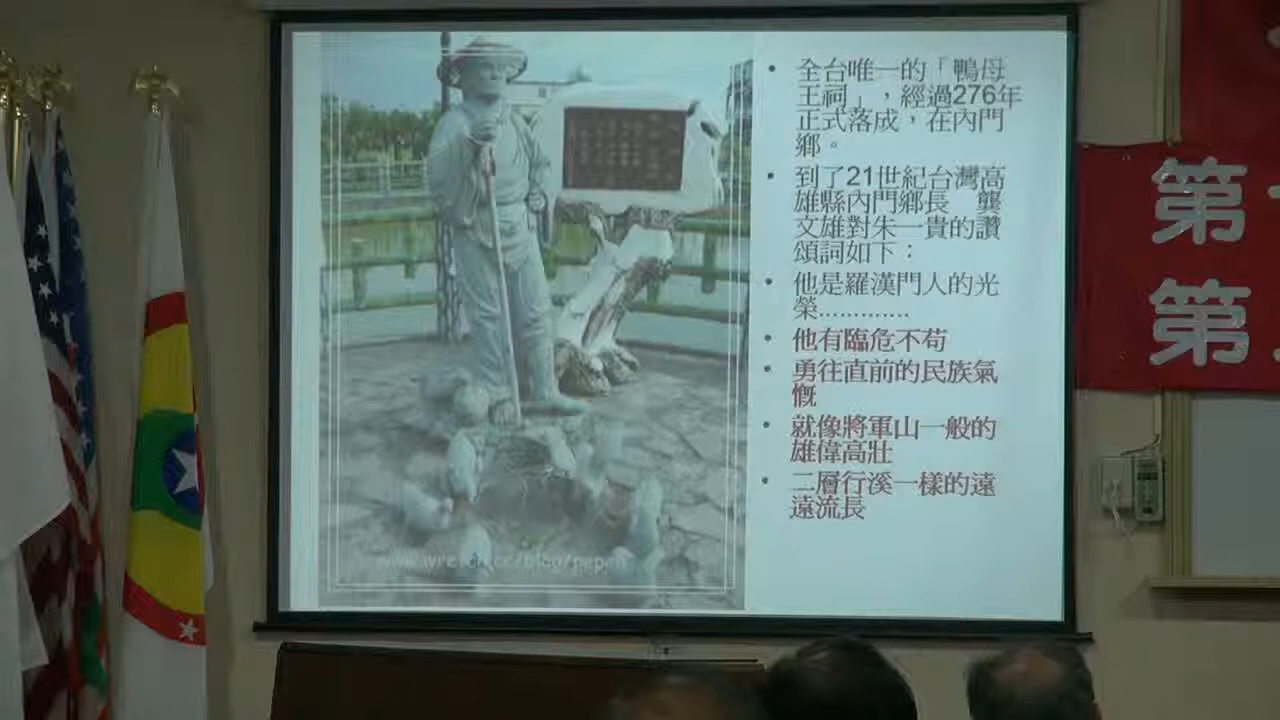 全台唯一的「鴨母
王祠」，經過276年
正式落成，在內門
鄉。
到了21世紀台灣高
雄縣內門鄉長　龔
文雄對朱一貴的讚
頌詞如下：
他是羅漢門人的光
榮............
他有臨危不苟
勇往直前的民族氣
慨
就像將軍山一般的
雄偉高壯
二層行溪一樣的遠
遠流長
第
第